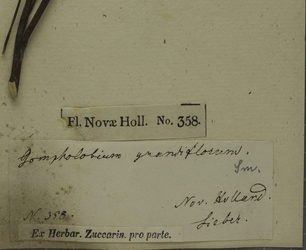 Fl. Novæ Holl. No. 358.
Gompholobium grandiflorum.
Sm.
Nov. Holland.
Sieber.
No. 358.
Ex Herbar. Zuccarin. pro parte.